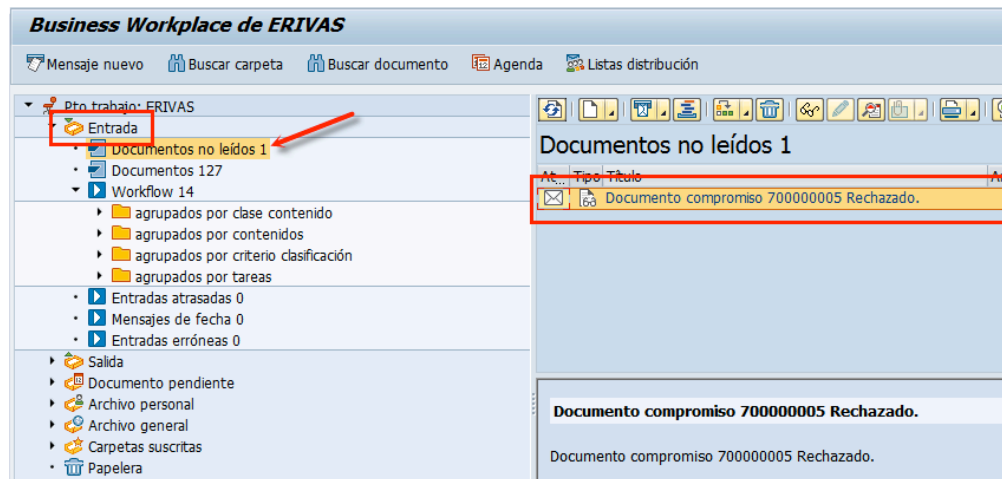 Business Workplace de ERIVAS
Mensaje nuevo Buscar carpeta Buscar documento Agenda Listas distribución
Pto trabajo: ERIVAS
Entrada
Documentos no leídos 1
Documentos 127
Workflow 14
agrupados por clase contenido
agrupados por contenidos
agrupados por criterio clasificación
agrupados por tareas
Entradas atrasadas 0
Mensajes de fecha 0
Entradas erróneas 0
Salida
Documento pendiente
Archivo personal
Archivo general
Carpetas suscritas
Papelera
Documentos no leídos 1
At... Tipo Título
Documento compromiso 700000005 Rechazado.
Documento compromiso 700000005 Rechazado.
Documento compromiso 700000005 Rechazado.